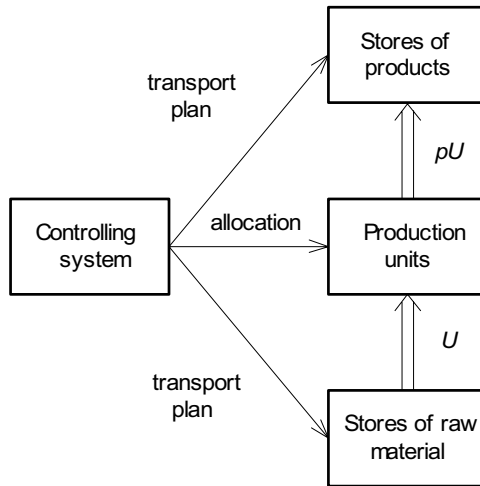 Stores of
products
transport
plan
pU
Controlling
system
allocation
Production
units
U
transport
plan
Stores of raw
material